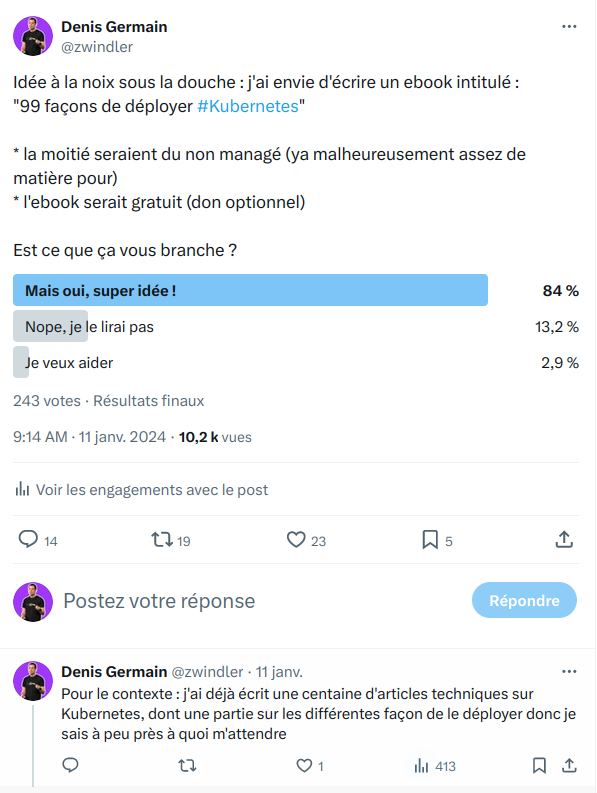 Denis Germain
@zwindler
Idée à la noix sous la douche : j'ai envie d'écrire un ebook intitulé :
"99 façons de déployer #Kubernetes"
* la moitié seraient du non managé (ya malheureusement assez de
matière pour)
* l'ebook serait gratuit (don optionnel)
Est ce que ça vous branche ?
Mais oui, super idée ! 84 %
Nope, je le lirai pas 13,2 %
Je veux aider 2,9 %
243 votes · Résultats finaux
9:14 AM · 11 janv. 2024 · 10,2 k vues
Voir les engagements avec le post
14 19 23 5
Postez votre réponse Répondre
Denis Germain @zwindler · 11 janv.
Pour le contexte : j'ai déjà écrit une centaine d'articles techniques sur
Kubernetes, dont une partie sur les différentes façon de le déployer donc je
sais à peu près à quoi m'attendre
1 413